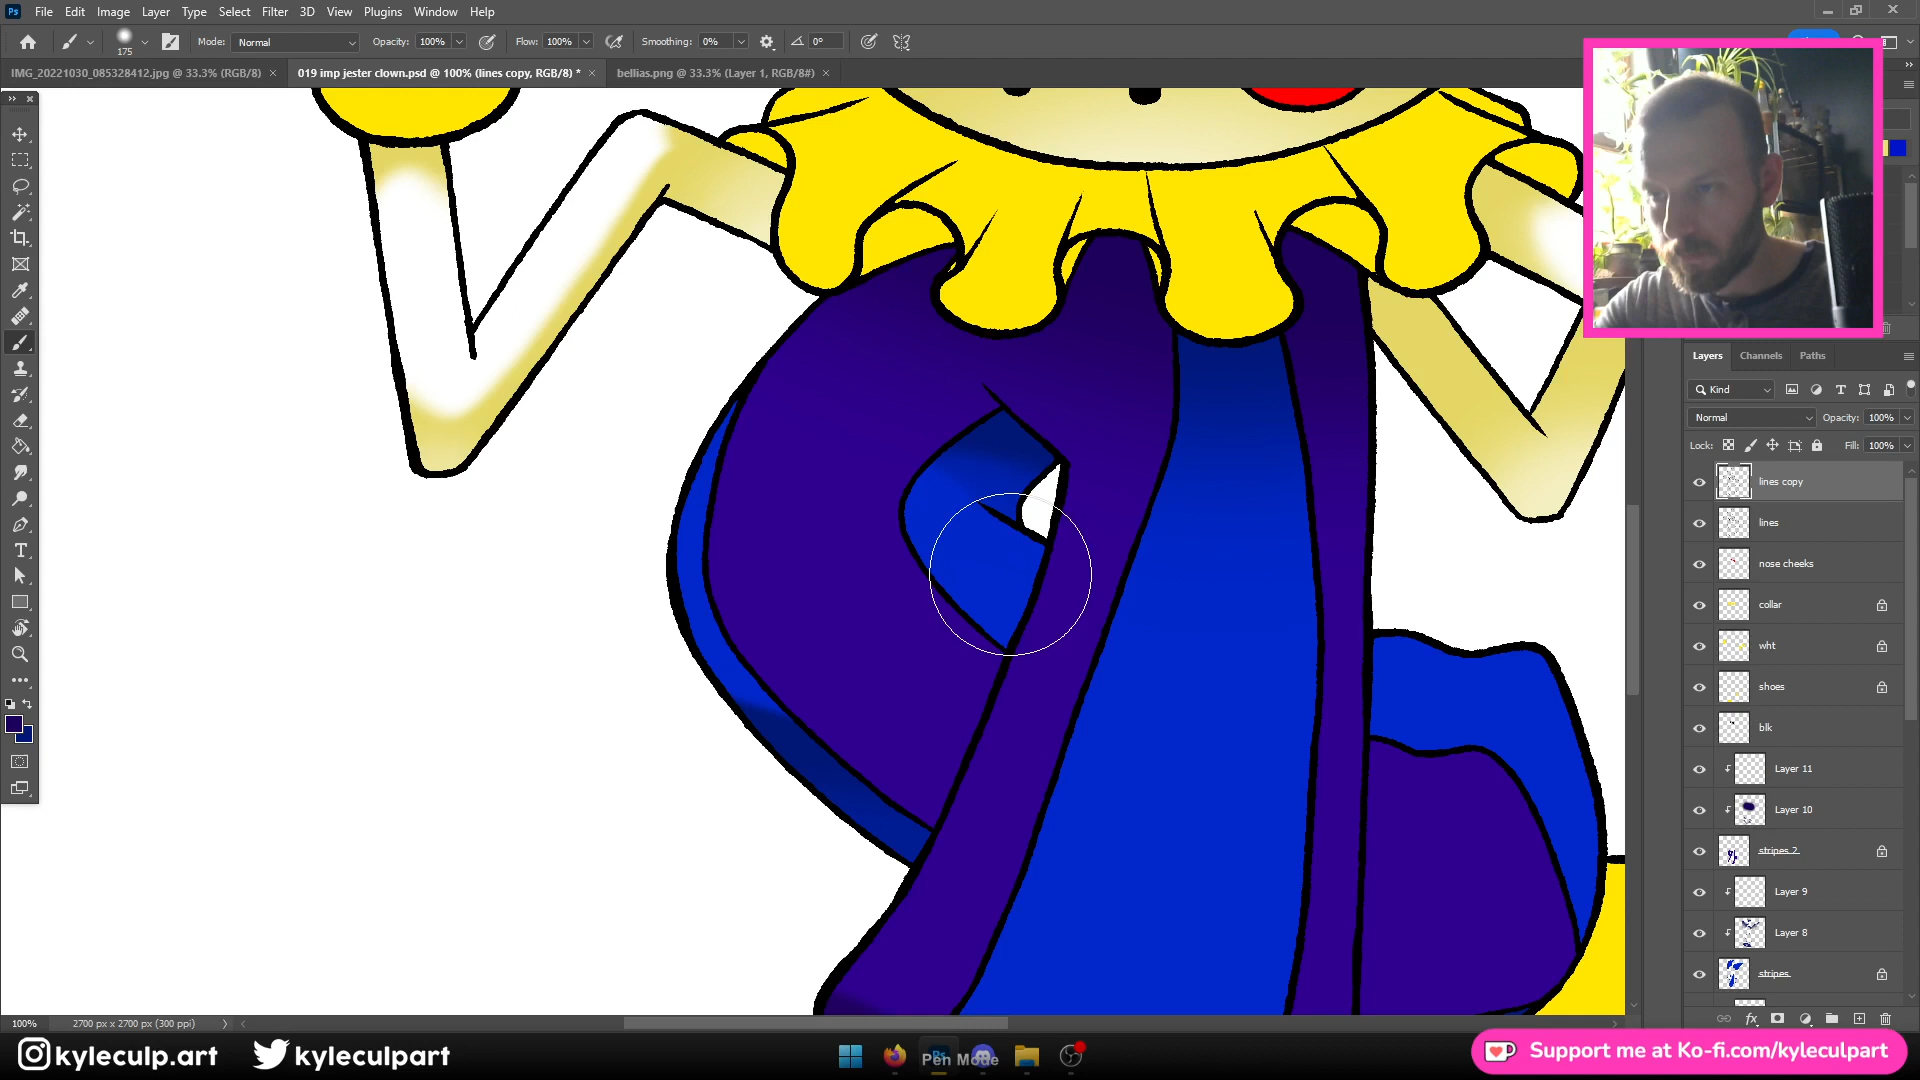 Ps File Edit Image Layer Type Select Filter 3D View Plugins Window Help
175 Mode: Normal Opacity: 100% Flow: 100% Smoothing: 0% 0°
IMG_20221030_085328412.jpg @ 33.3% (RGB/8) × 019 imp jester clown.psd @ 100% (lines copy, RGB/8) * × bellias.png @ 33.3% (Layer 1, RGB/8#) ×
Layers Channels Paths
Kind
Normal Opacity: 100%
Lock: Fill: 100%
lines copy
lines
nose cheeks
collar
wht
shoes
blk
Layer 11
Layer 10
stripes 2
Layer 9
Layer 8
stripes
100% 2700 px x 2700 px (300 ppi)
kyleculp.art kyleculpart
Pen Mode
Support me at Ko-fi.com/kyleculpart